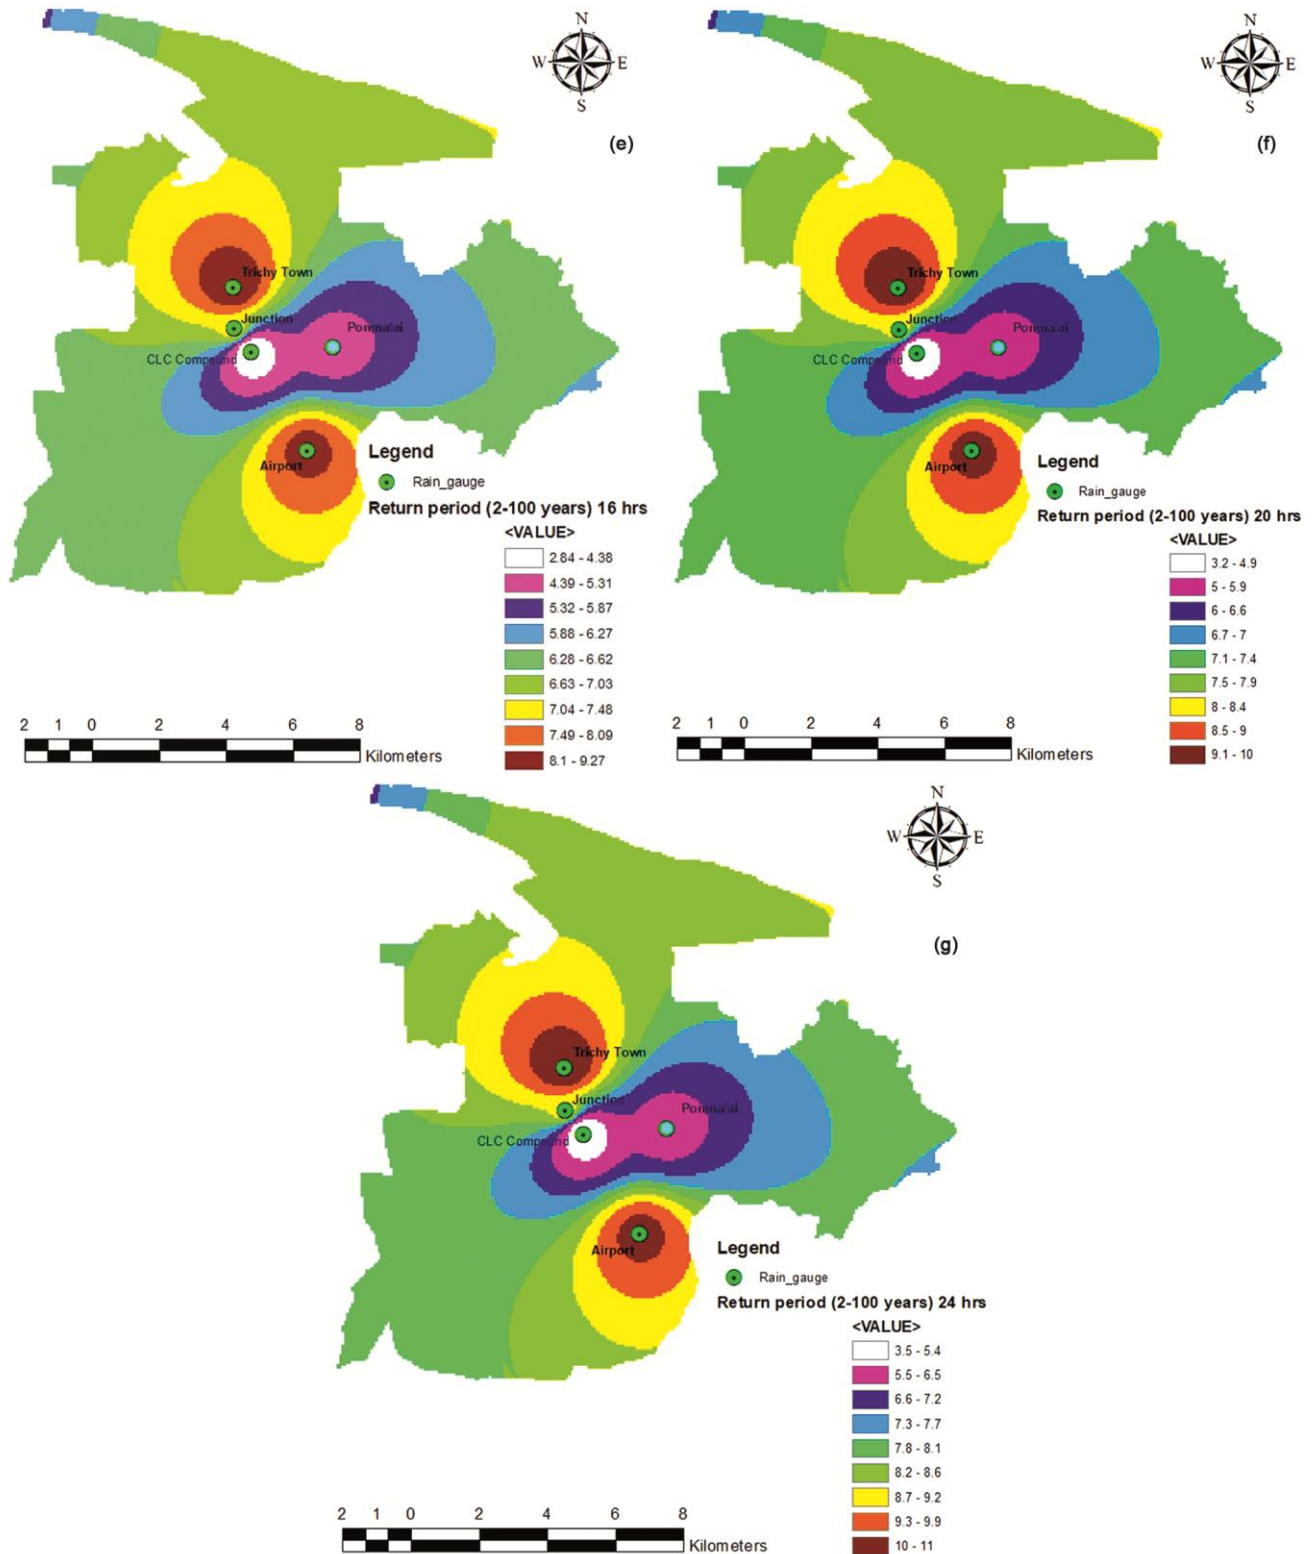 N
W E
S
(e)
Trichy Town
Junction
Ponmalai
CLC Compound
Airport
Legend
Rain_gauge
Return period (2-100 years) 16 hrs
<VALUE>
2.84 - 4.38
4.39 - 5.31
5.32 - 5.87
5.88 - 6.27
6.28 - 6.62
6.63 - 7.03
7.04 - 7.48
7.49 - 8.09
8.1 - 9.27
2 1 0 2 4 6 8
Kilometers
N
W E
S
(f)
Trichy Town
Junction
Ponmalai
CLC Compound
Airport
Legend
Rain_gauge
Return period (2-100 years) 20 hrs
<VALUE>
3.2 - 4.9
5 - 5.9
6 - 6.6
6.7 - 7
7.1 - 7.4
7.5 - 7.9
8 - 8.4
8.5 - 9
9.1 - 10
2 1 0 2 4 6 8
Kilometers
N
W E
S
(g)
Trichy Town
Junction
Ponmalai
CLC Compound
Airport
Legend
Rain_gauge
Return period (2-100 years) 24 hrs
<VALUE>
3.5 - 5.4
5.5 - 6.5
6.6 - 7.2
7.3 - 7.7
7.8 - 8.1
8.2 - 8.6
8.7 - 9.2
9.3 - 9.9
10 - 11
2 1 0 2 4 6 8
Kilometers